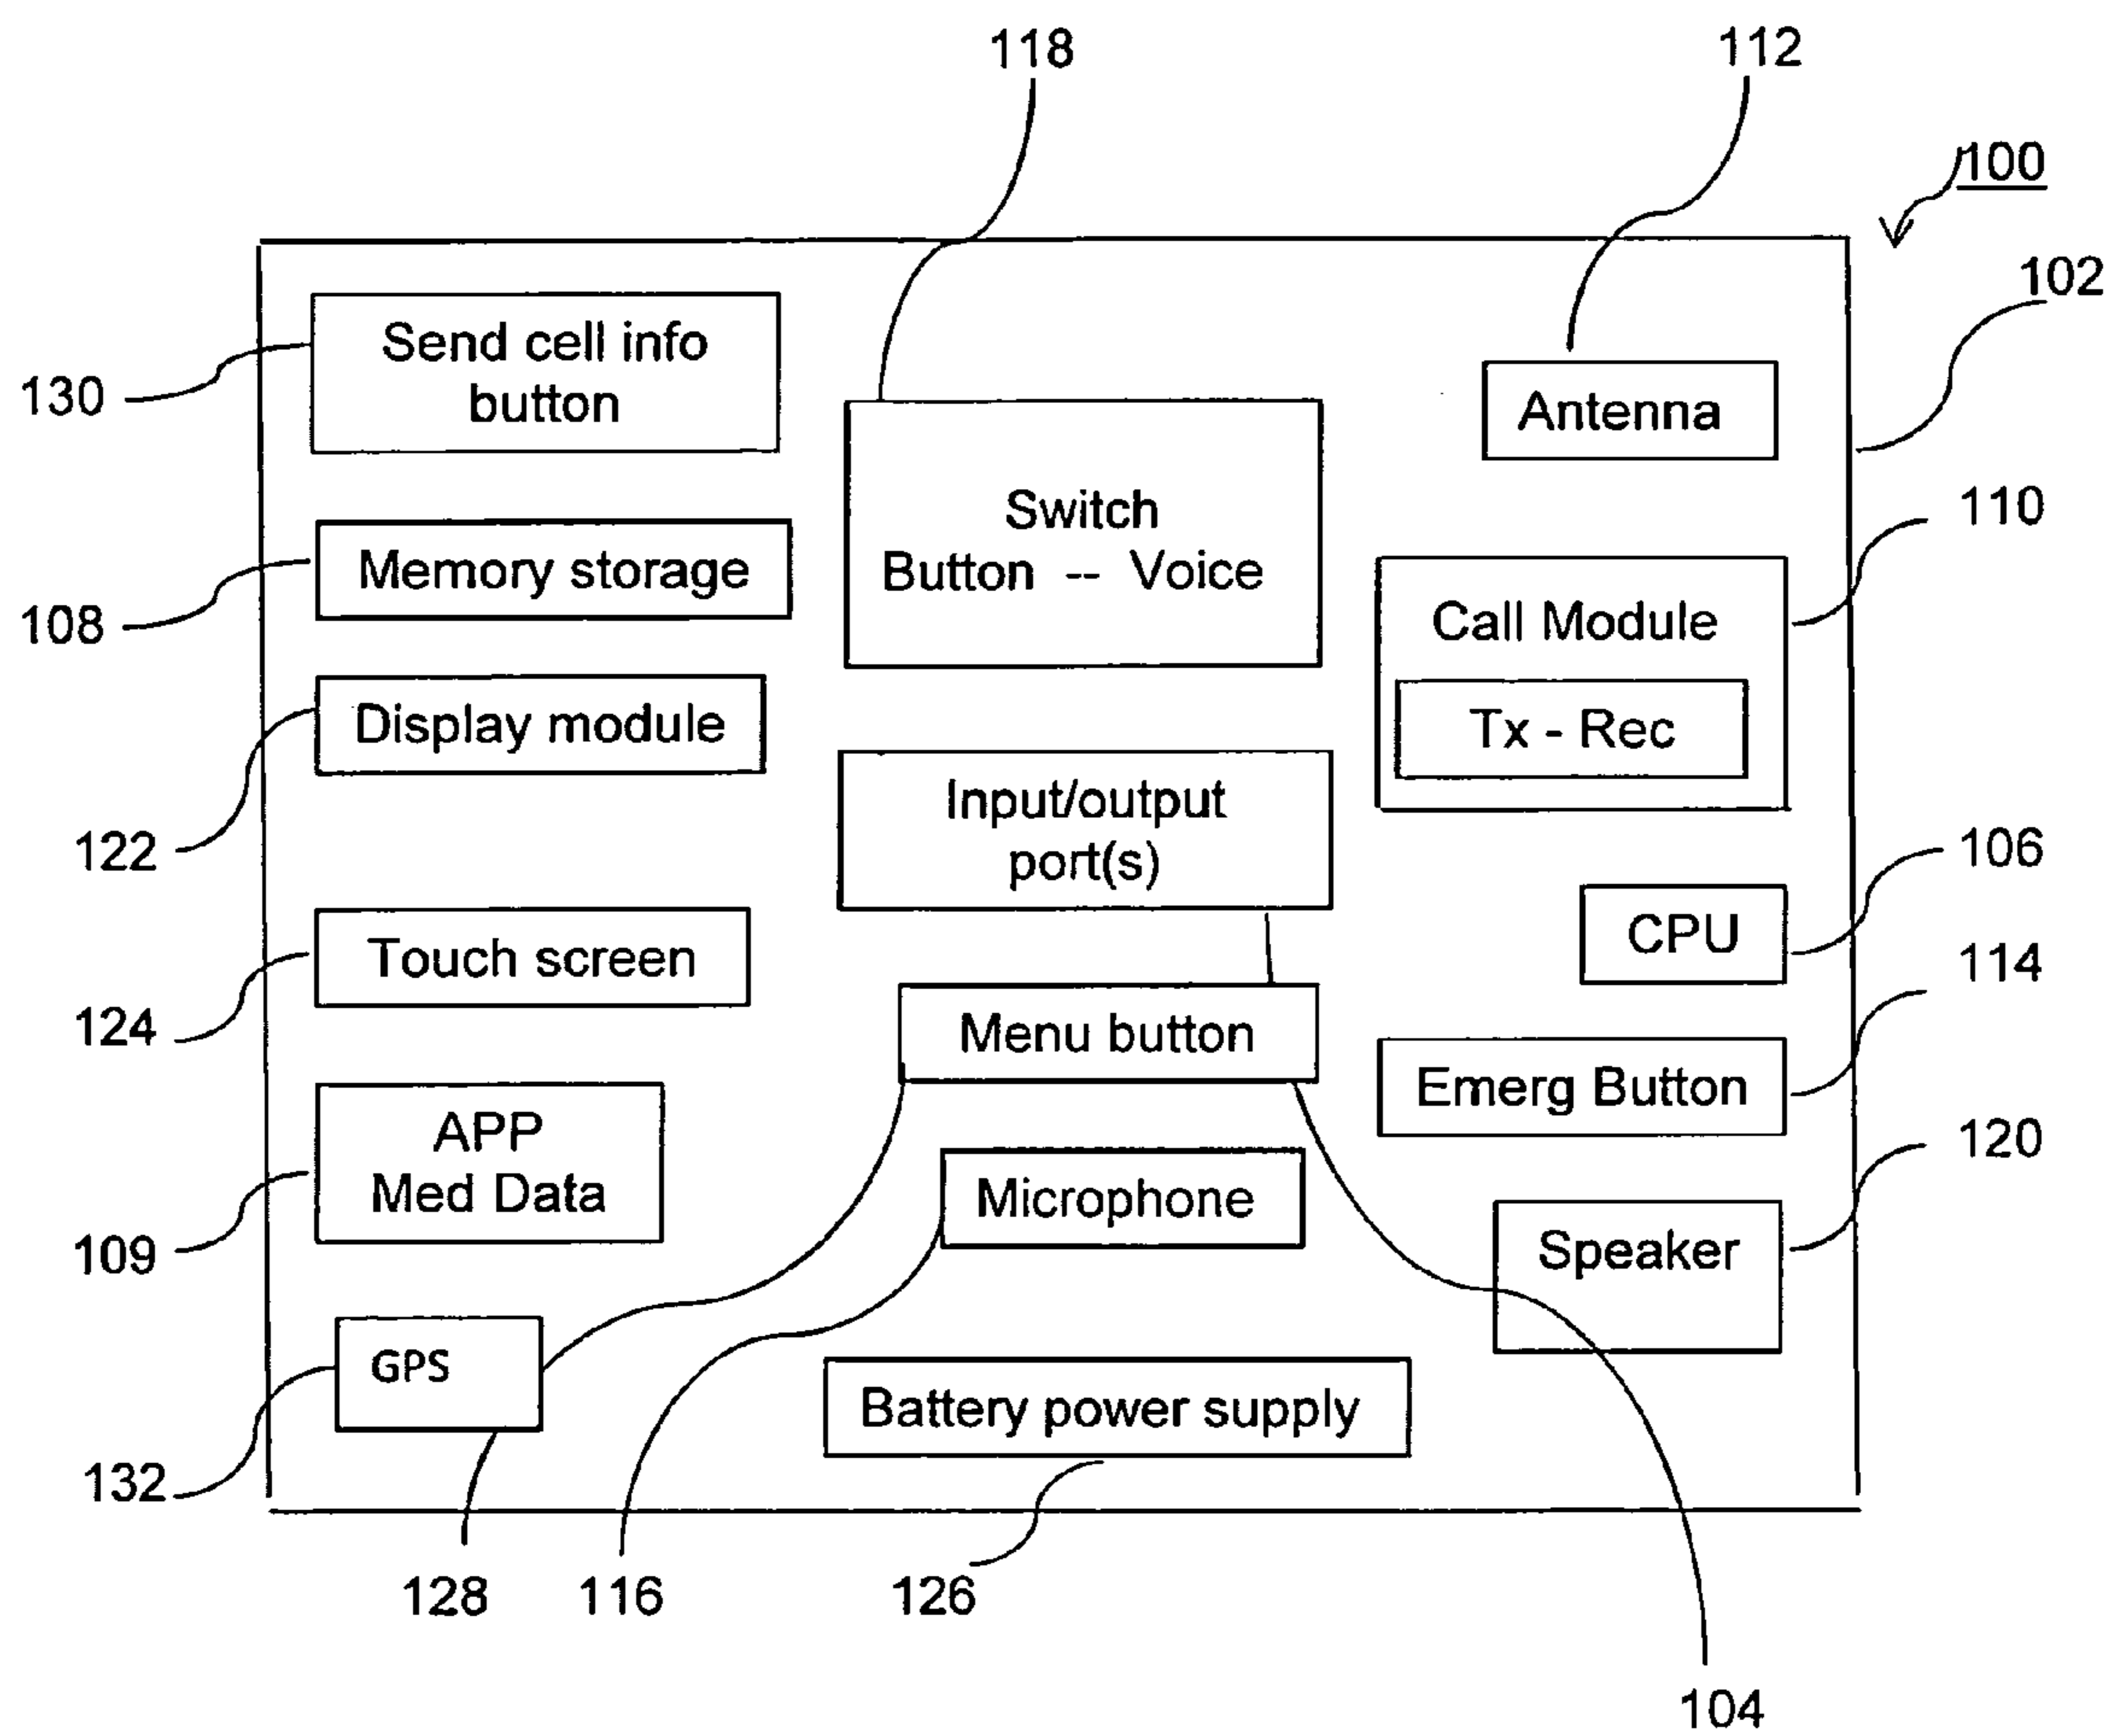 118
112
100
102
Send cell info
button
130
Antenna
Switch
Button -- Voice
110
Memory storage
108
Call Module
Tx - Rec
Display module
122
Input/output
port(s)
106
CPU
114
Touch screen
124
Menu button
Emerg Button
120
APP
Med Data
109
Microphone
Speaker
GPS
132
Battery power supply
128
116
126
104